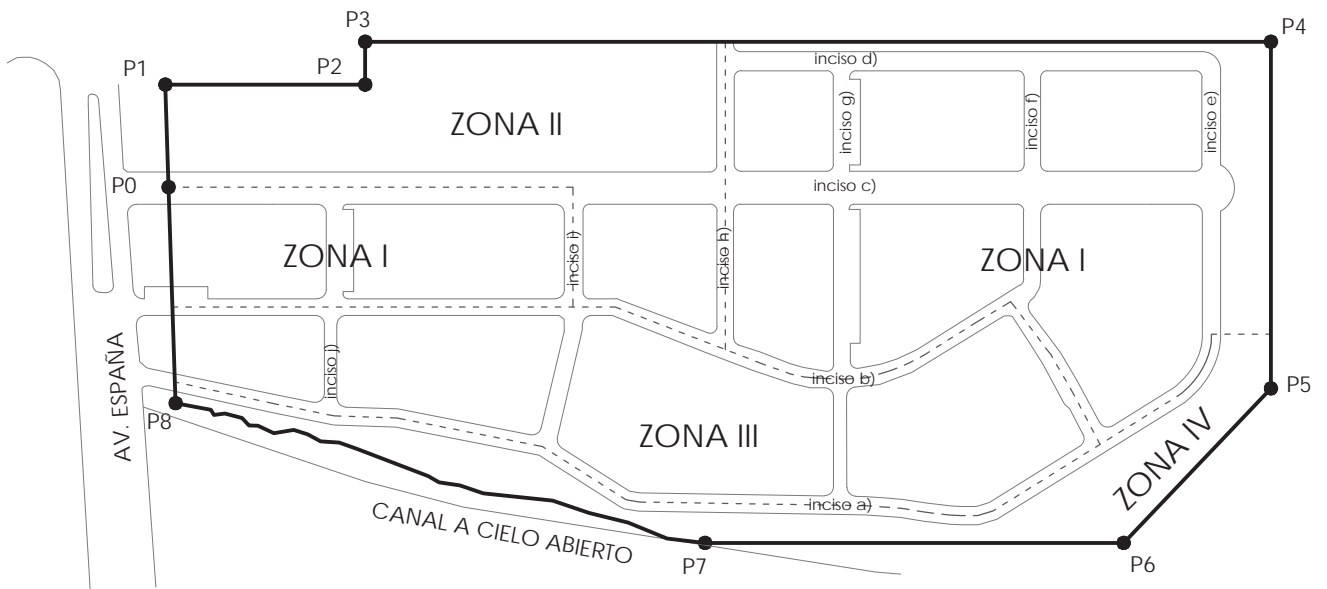 P3
P4
P1
P2
inciso d)
ZONA II
inciso g)
inciso f)
inciso e)
P0
inciso c)
ZONA I
inciso i)
inciso h)
ZONA I
AV. ESPAÑA
inciso j)
inciso b)
P5
P8
ZONA III
ZONA IV
inciso a)
CANAL A CIELO ABIERTO
P7
P6